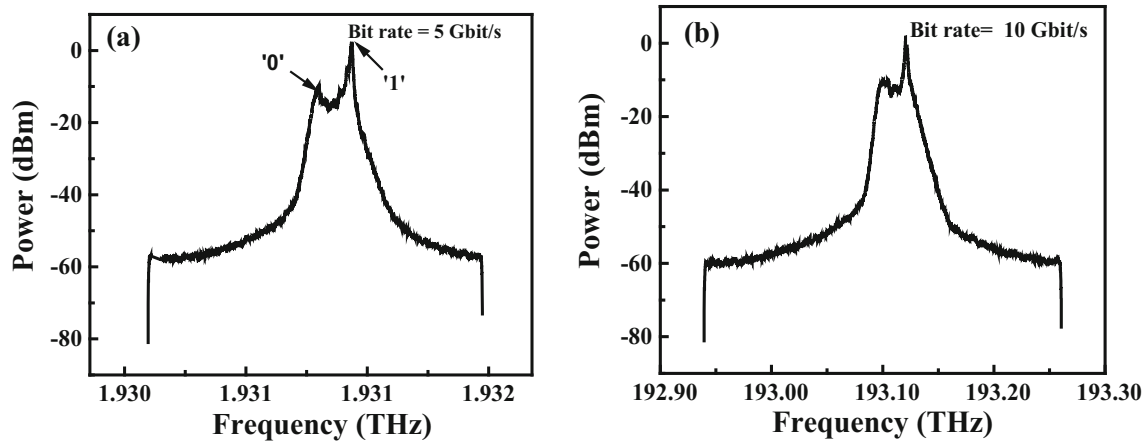 (a)
Bit rate = 5 Gbit/s
'0'
'1'
0
-20
-40
-60
-80
Power (dBm)
1.930
1.931
1.931
1.932
Frequency (THz)
(b)
Bit rate= 10 Gbit/s
0
-20
-40
-60
-80
Power (dBm)
192.90
193.00
193.10
193.20
193.30
Frequency (THz)